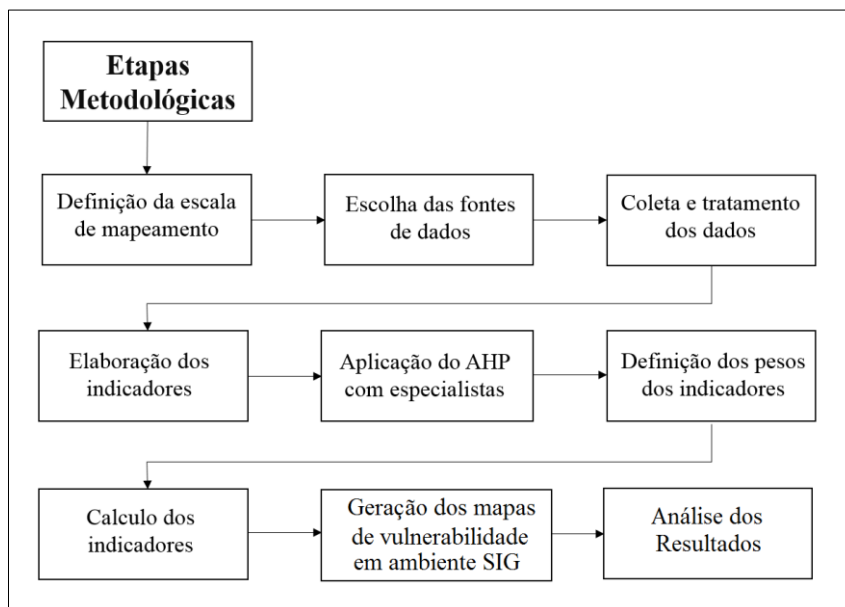 Etapas
Metodológicas
Definição da escala
de mapeamento
Escolha das fontes
de dados
Coleta e tratamento
dos dados
Elaboração dos
indicadores
Aplicação do AHP
com especialistas
Definição dos pesos
dos indicadores
Calculo dos
indicadores
Geração dos mapas
de vulnerabilidade
em ambiente SIG
Análise dos
Resultados